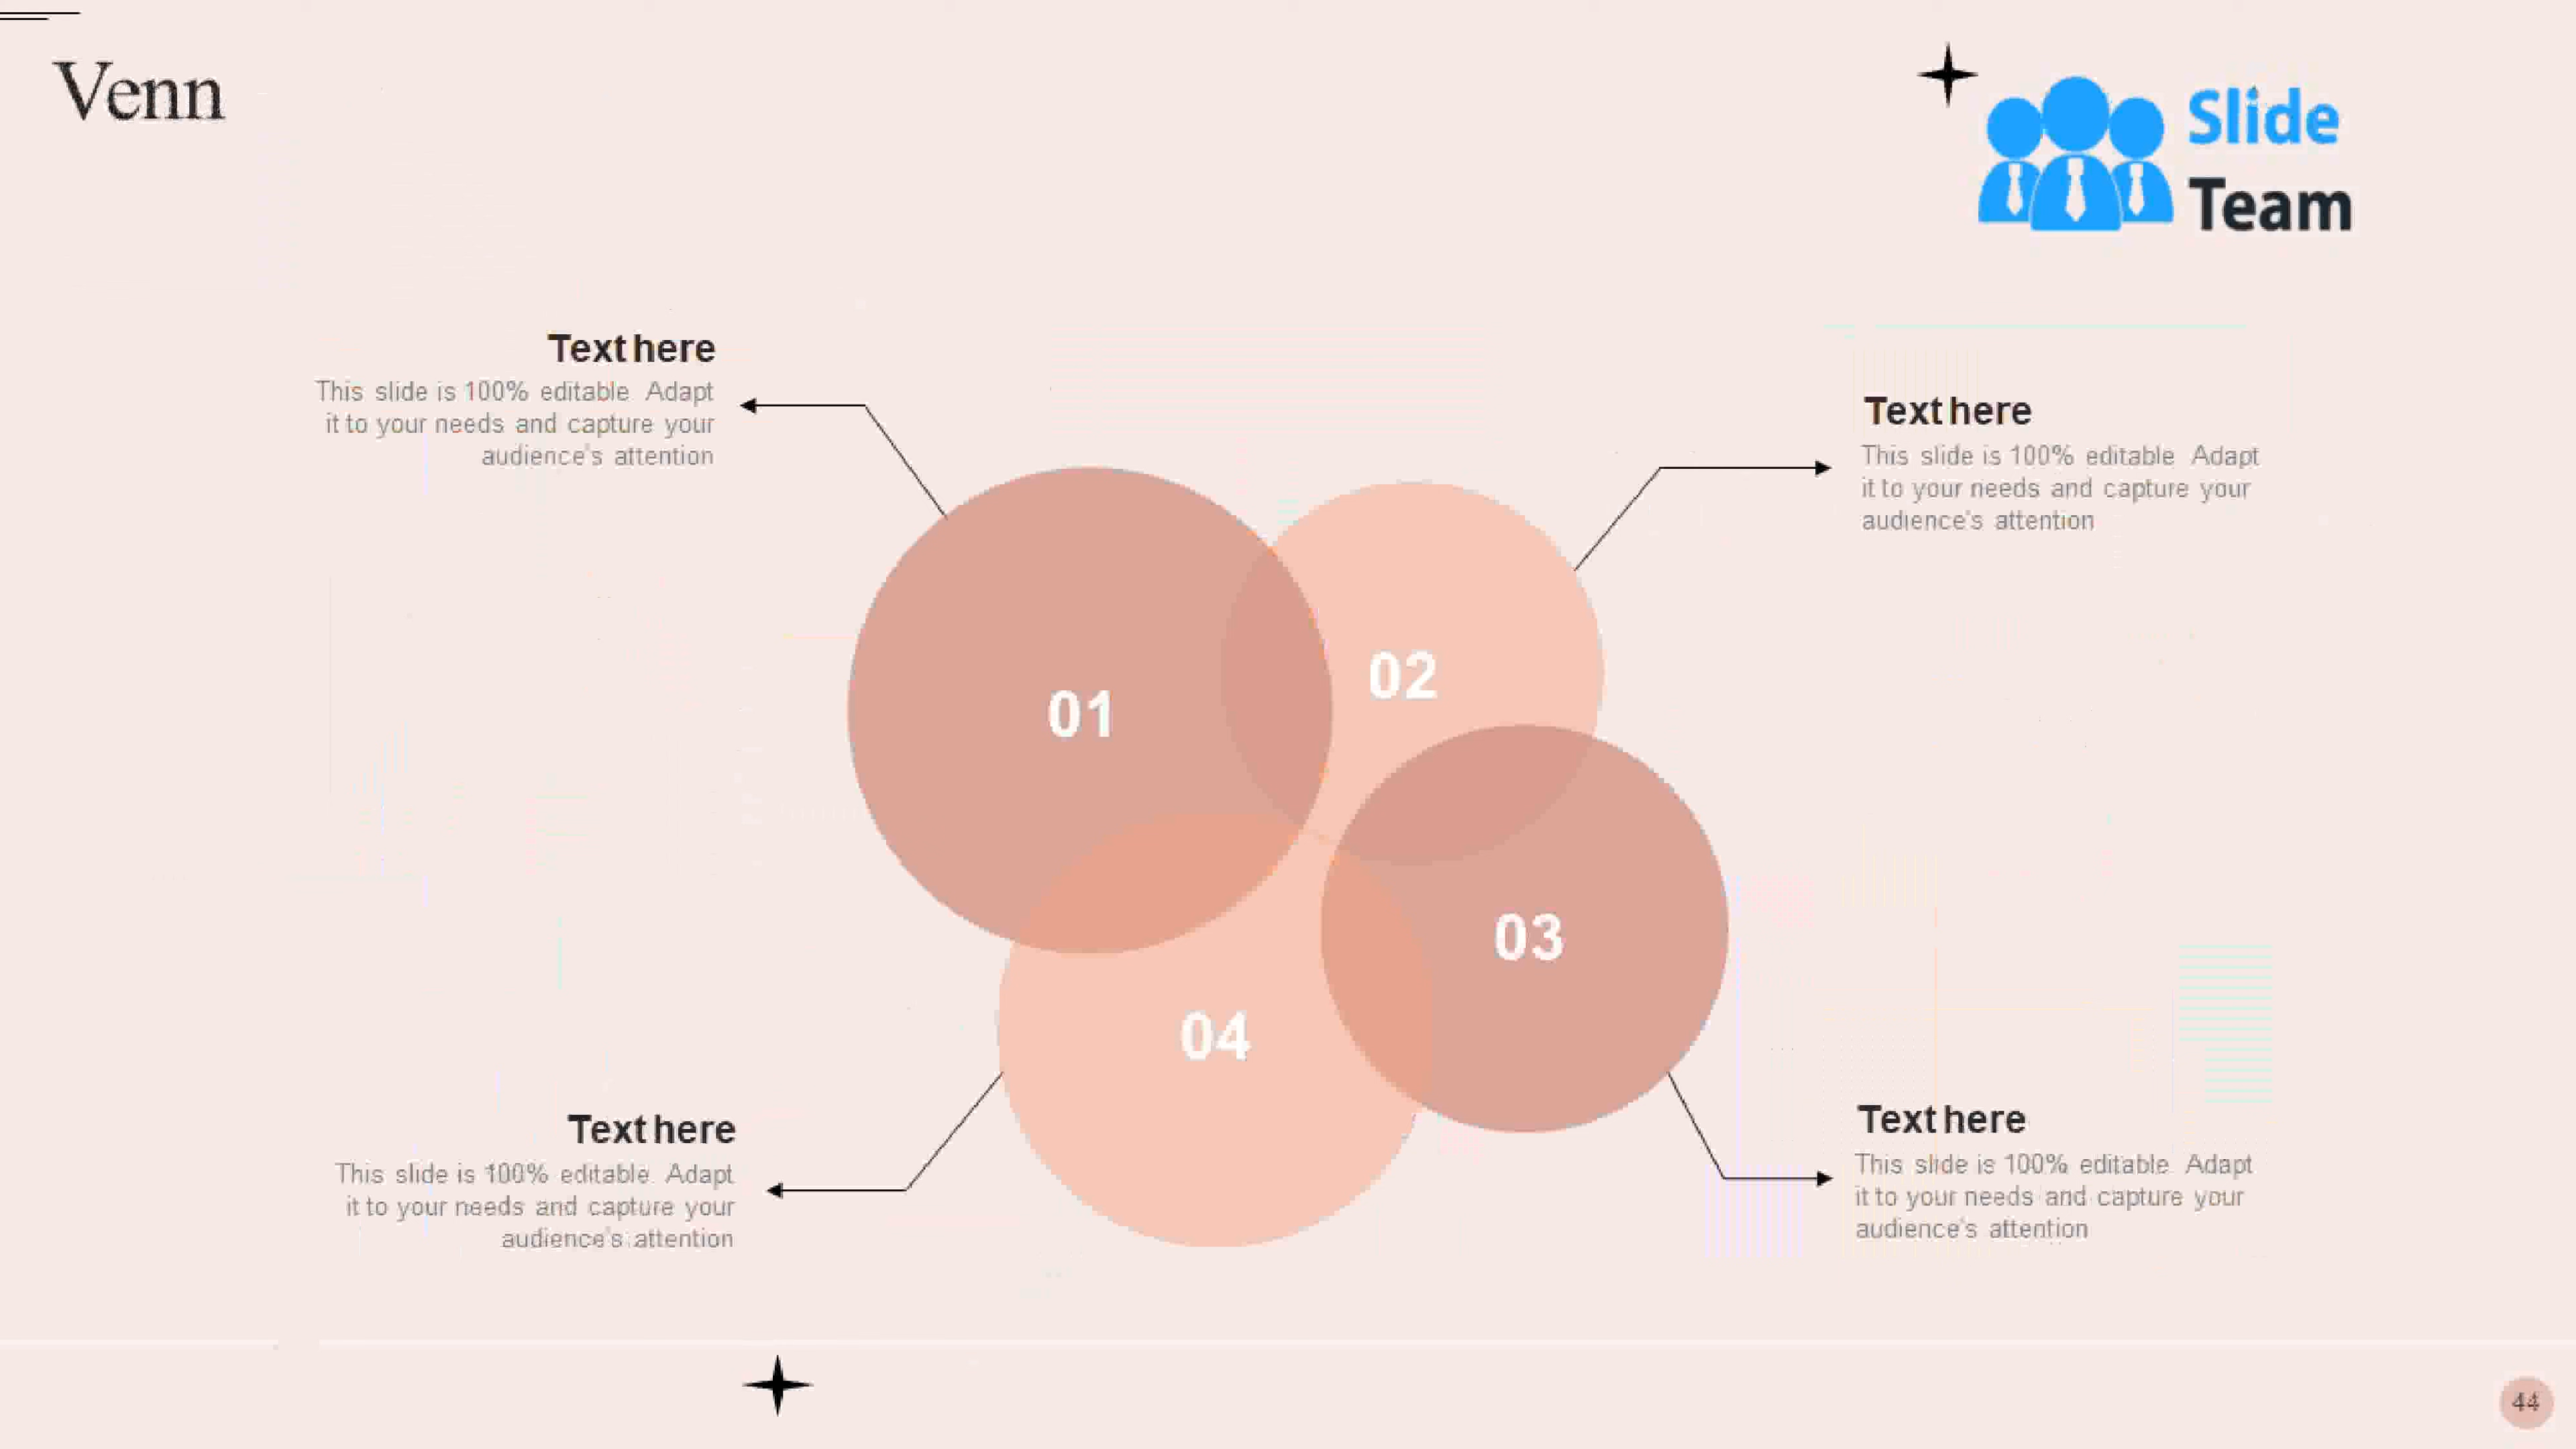 Venn
Slide
Team
Text here
This slide is 100% editable. Adapt
it to your needs and capture your
audience's attention
Text here
This slide is 100% editable. Adapt
it to your needs and capture your
audience's attention
01
02
03
04
Text here
This slide is 100% editable. Adapt
it to your needs and capture your
audience's attention
Text here
This slide is 100% editable. Adapt
it to your needs and capture your
audience's attention
44